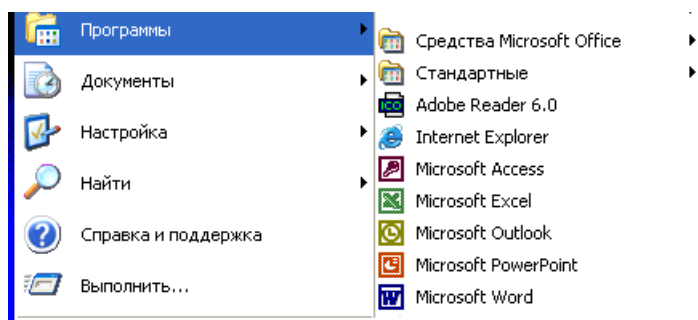 Программы
Документы
Настройка
Найти
Справка и поддержка
Выполнить...
Средства Microsoft Office
Стандартные
Adobe Reader 6.0
Internet Explorer
Microsoft Access
Microsoft Excel
Microsoft Outlook
Microsoft PowerPoint
Microsoft Word